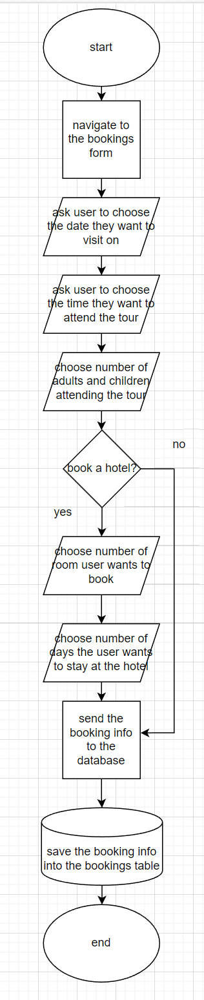 start
navigate to
the bookings
form
ask user to choose
the date they want to
visit on
ask user to choose
the time they want to
attend the tour
choose number of
adults and children
attending the tour
no
book a hotel?
yes
choose number of
room user wants to
book
choose number of
days the user wants
to stay at the hotel
send the
booking info
to the
database
save the booking info
into the bookings table
end